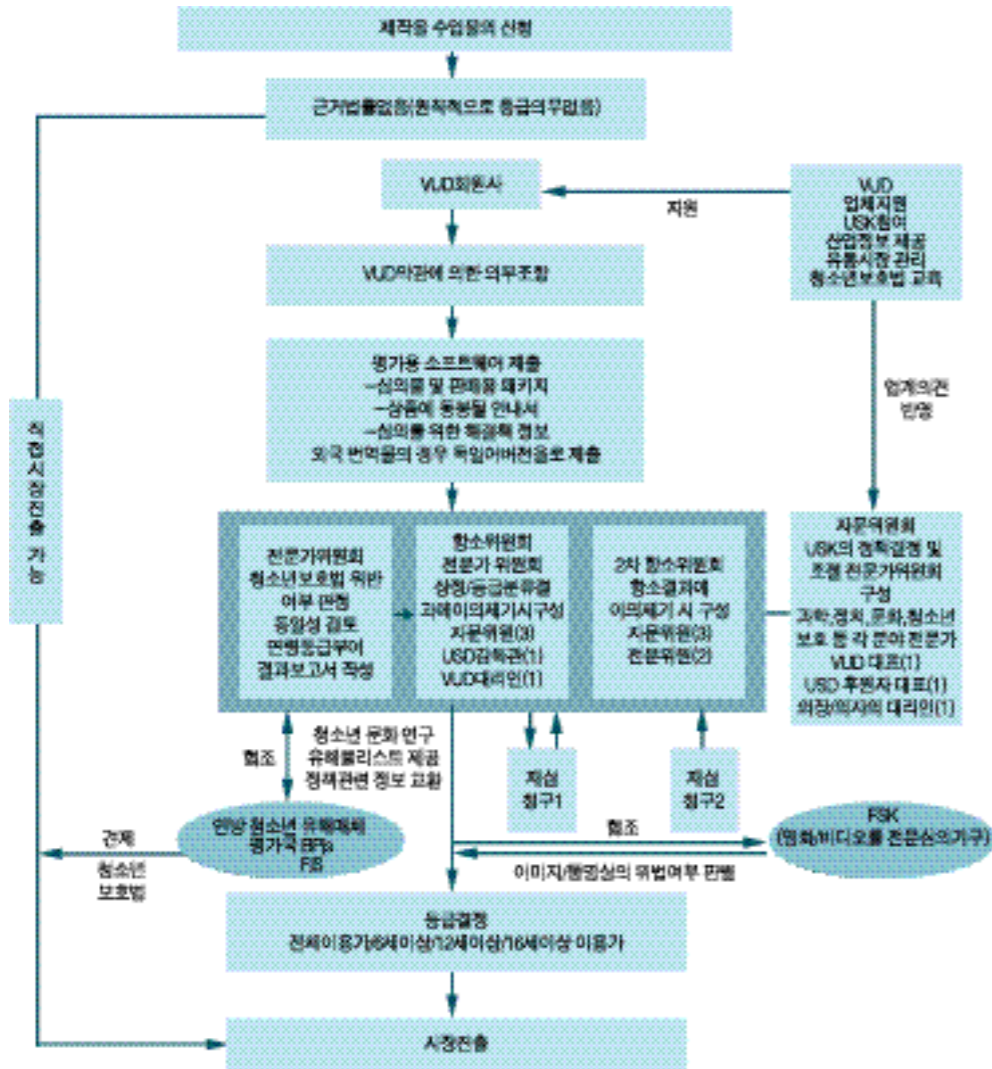 제작물 수입물의 신청
근거법률없음(원칙적으로 등급의무없음)
VUD회원사
지원
VUD
업체지원
USK참여
산업정보 제공
유통시장 관리
청소년보호법 교육
VUD약관에 의한 의무조항
평가용 소프트웨어 제출
-심의물 및 판매용 패키지
-상품에 동봉될 안내서
-심의를 위한 해결책 정보
외국 번역물의 경우 독일어버전을로 제출
업계의견
반영
직접시장진출 가능
전문가위원회
청소년보호법 위반
여부 판정
동일성 검토
연령등급부여
결과보고서 작성
항소위원회
전문가 위원회
상정/등급분류결
과에이의제기시구성
자문위원(3)
USD감독관(1)
VUD대리인(1)
2차 항소위원회
항소결과에
이의제기 시 구성
자문위원(3)
전문위원(2)
자문위원회
USK의 정책결정 및
조절 전문가위원회
구성
과학,정치,문화,청소년
보호 등 각 분야 전문가
VUD 대표(1)
USD 후원자 대표(1)
의장/의사의 대리인(1)
협조
청소년 문화 연구
유해물리스트 제공
정책관련 정보 교환
재심
청구1
재심
청구2
연방 청소년 유해매체
평가국 BPjs
견제
청소년
보호법
협조
FSK
(영화/비디오물 전문심의기구)
이미지/동영상의 위법여부 판별
등급결정
전체이용가/6세이상/12세이상/16세이상 이용가
시장진출